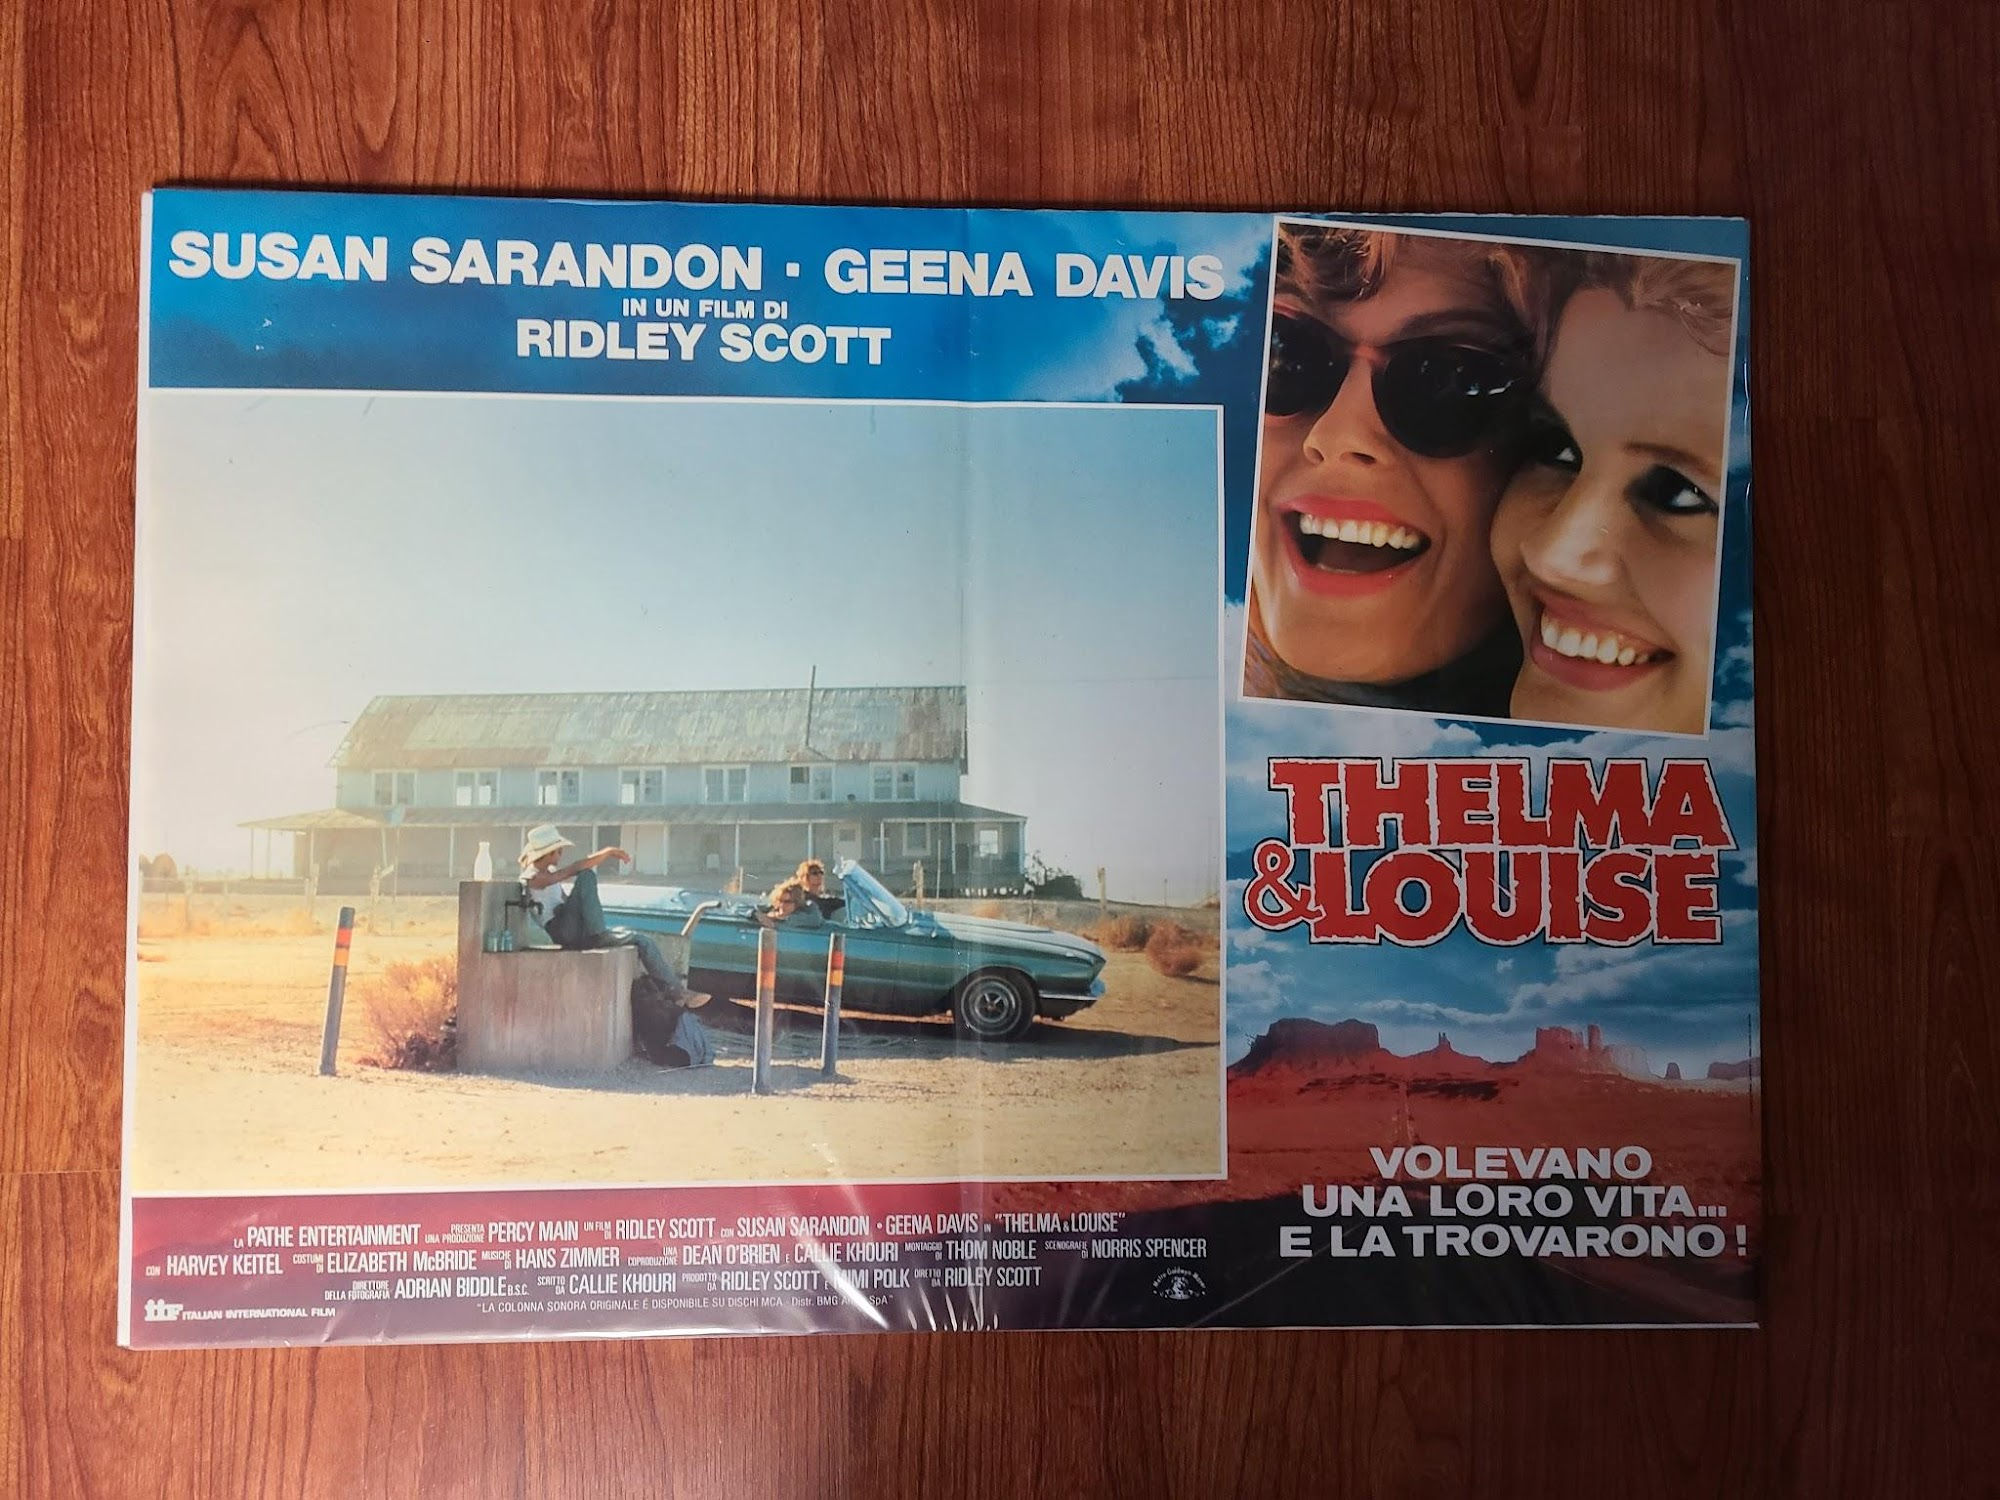 SUSAN SARANDON · GEENA DAVIS
IN UN FILM DI
RIDLEY SCOTT
THELMA
& LOUISE
VOLEVANO
UNA LORO VITA...
E LA TROVARONO!
LA PATHE ENTERTAINMENT PRESENTA UNA PRODUZIONE PERCY MAIN UN FILM DI RIDLEY SCOTT CON SUSAN SARANDON · GEENA DAVIS IN "THELMA & LOUISE"
CON HARVEY KEITEL COSTUMI DI ELIZABETH McBRIDE MUSICHE DI HANS ZIMMER UNA COPRODUZIONE DEAN O'BRIEN E CALLIE KHOURI MONTAGGIO DI THOM NOBLE SCENOGRAFIE DI NORRIS SPENCER
DIRETTORE DELLA FOTOGRAFIA ADRIAN BIDDLE B.S.C. SCRITTO DA CALLIE KHOURI PRODOTTO DA RIDLEY SCOTT E MIMI POLK DIRETTO DA RIDLEY SCOTT
"LA COLONNA SONORA ORIGINALE É DISPONIBILE SU DISCHI MCA - Distr. BMG SpA"
iiF ITALIAN INTERNATIONAL FILM
Metro Goldwyn Mayer